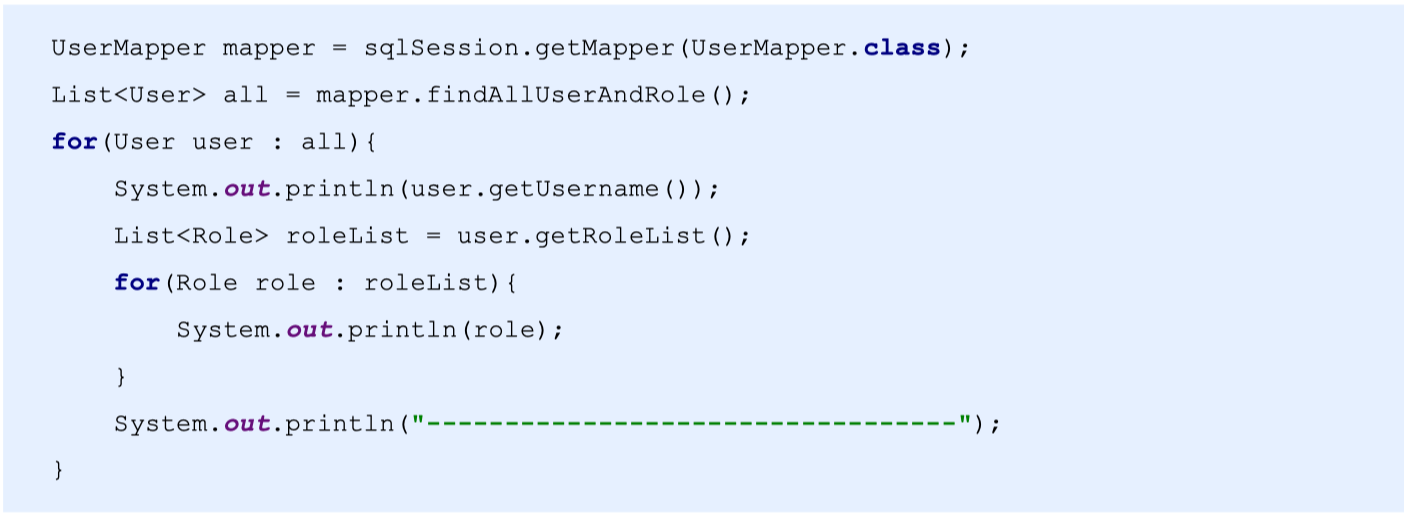 UserMapper mapper = sqlSession.getMapper(UserMapper.class);
List<User> all = mapper.findAllUserAndRole();
for(User user : all){
    System.out.println(user.getUsername());
    List<Role> roleList = user.getRoleList();
    for(Role role : roleList){
        System.out.println(role);
    }
    System.out.println("----------------------------------");
}